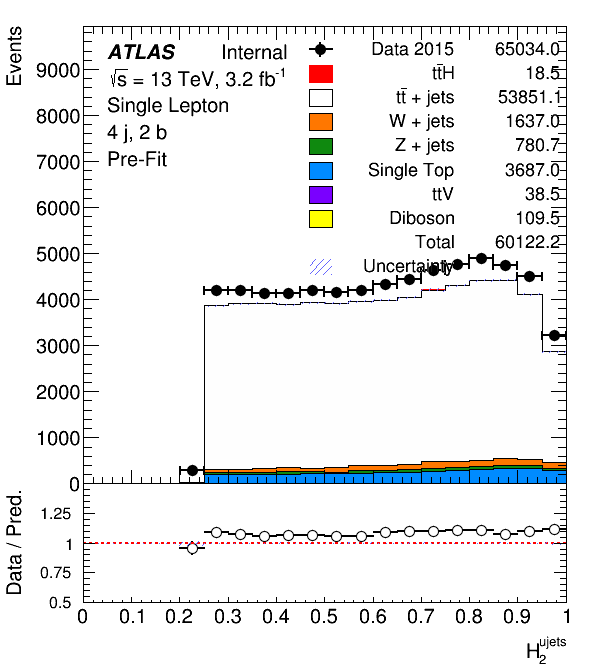 Events
ATLAS Internal
√s = 13 TeV, 3.2 fb⁻¹
Single Lepton
4 j, 2 b
Pre-Fit
Data 2015 65034.0
tt̄H 18.5
tt̄ + jets 53851.1
W + jets 1637.0
Z + jets 780.7
Single Top 3687.0
ttV 38.5
Diboson 109.5
Total 60122.2
Uncertainty
9000
8000
7000
6000
5000
4000
3000
2000
1000
0
Data / Pred.
1.25
1
0.75
0.5
0 0.1 0.2 0.3 0.4 0.5 0.6 0.7 0.8 0.9 1
H₂ᵘʲᵉᵗˢ